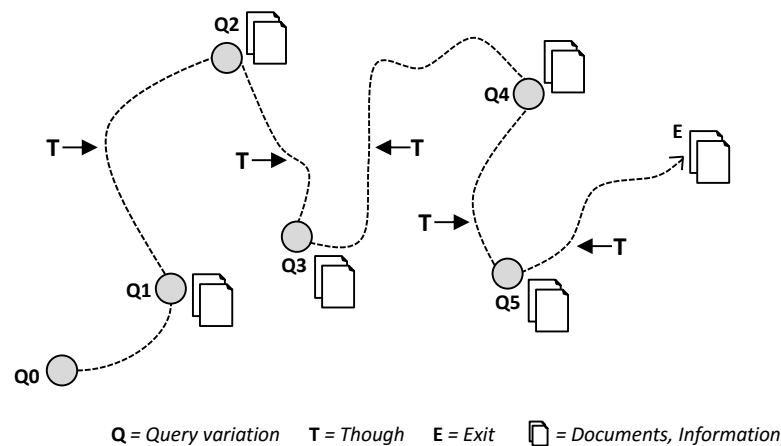 Q2
Q4
E
T
T
T
Q3
T
T
Q1
Q5
Q0
Q = Query variation T = Though E = Exit = Documents, Information